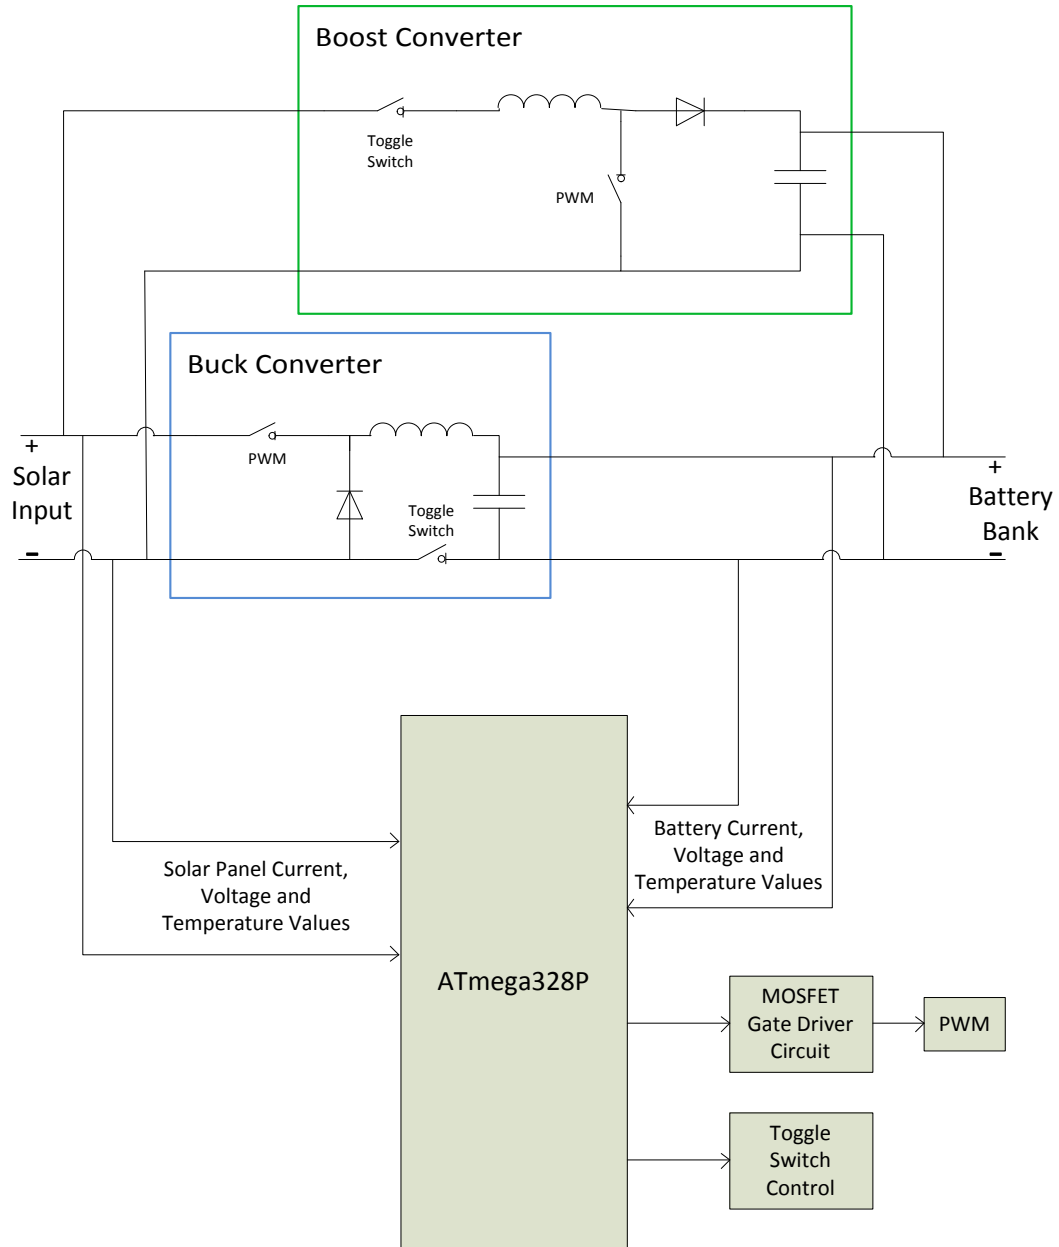 Boost Converter
Toggle
Switch
PWM
Buck Converter
PWM
Toggle
Switch
+
Solar
Input
-
+
Battery
Bank
-
Solar Panel Current,
Voltage and
Temperature Values
Battery Current,
Voltage and
Temperature Values
ATmega328P
MOSFET
Gate Driver
Circuit
PWM
Toggle
Switch
Control